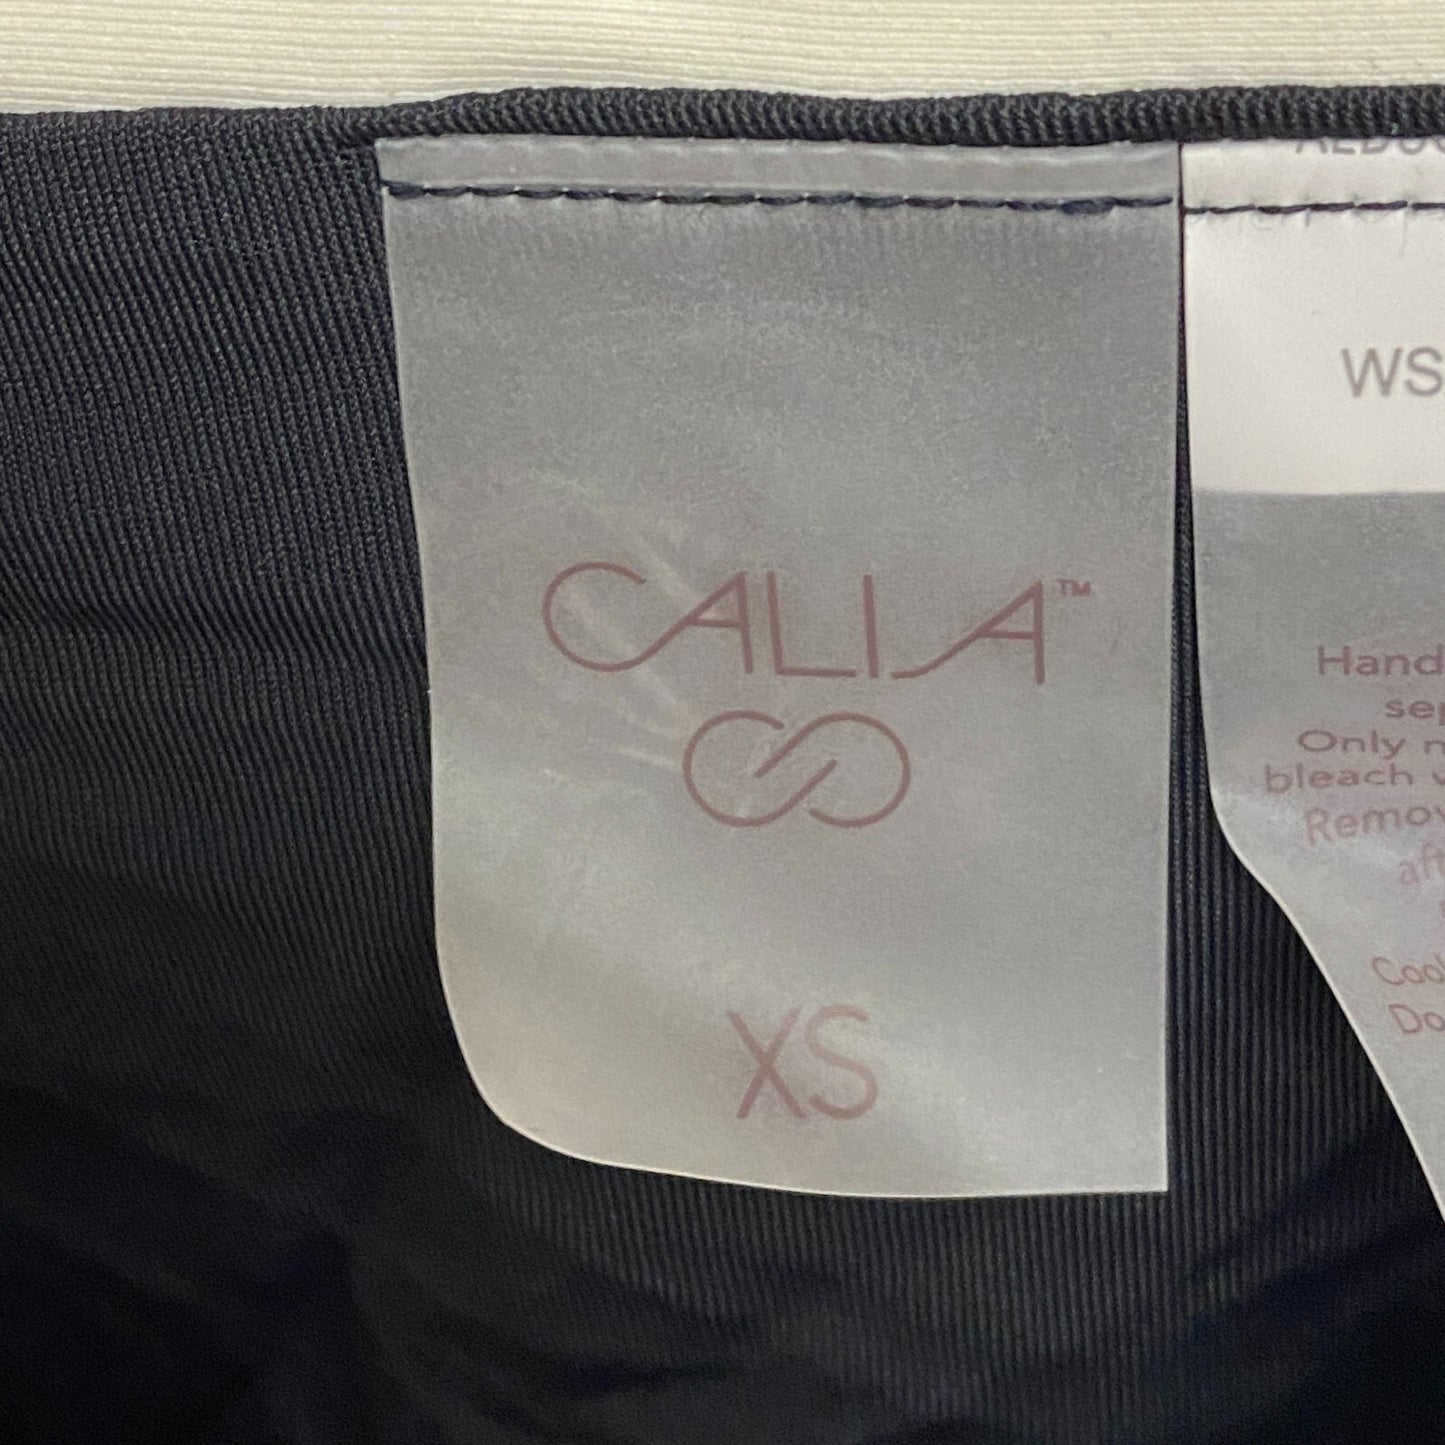 CALIA™
XS
WS
Hand
sep
Only n
bleach
Remov
aft
Cool
Do